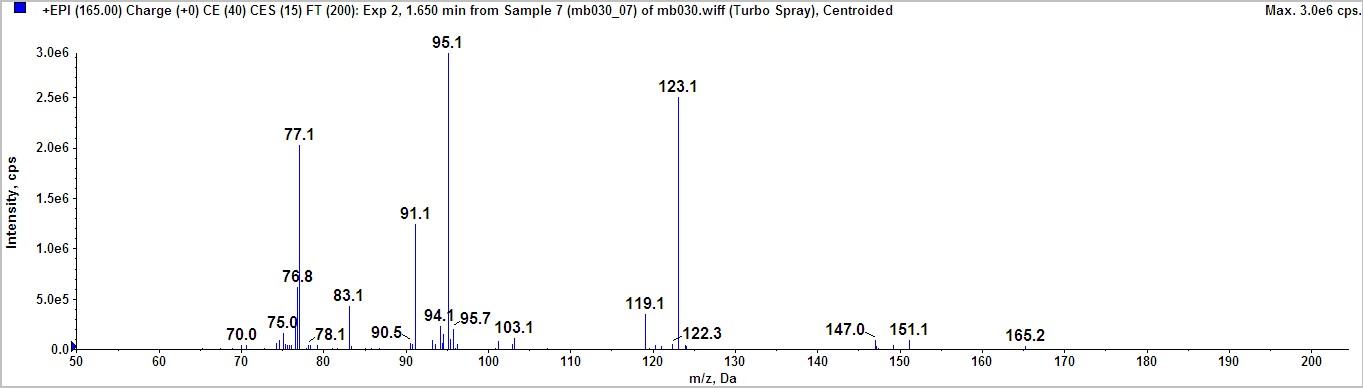 +EPI (165.00) Charge (+0) CE (40) CES (15) FT (200): Exp 2, 1.650 min from Sample 7 (mb030_07) of mb030.wiff (Turbo Spray), Centroided Max. 3.0e6 cps.
95.1
3.0e6
123.1
2.5e6
77.1
2.0e6
1.5e6
91.1
1.0e6
76.8
5.0e5
83.1
119.1
70.0 75.0 78.1 90.5 94.1 95.7 103.1 122.3 147.0 151.1 165.2
0.0
50 60 70 80 90 100 110 120 130 140 150 160 170 180 190 200
m/z, Da
Intensity, cps